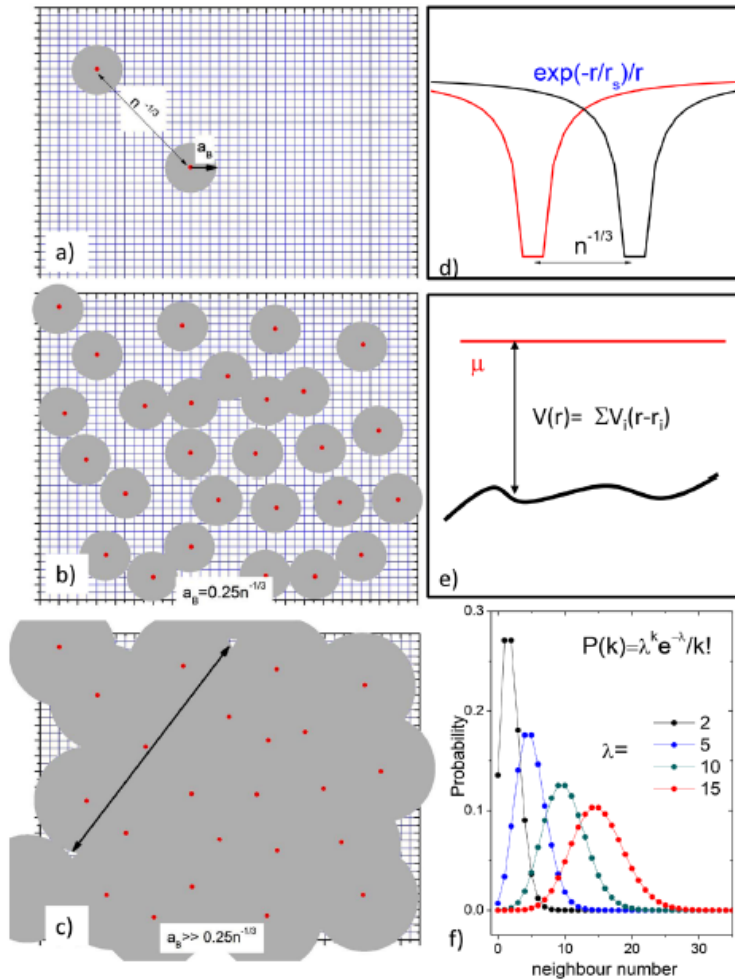 n⁻¹/³
a_B
a)
b)
a_B=0.25n⁻¹/³
c)
a_B>> 0.25n⁻¹/³
exp(-r/r_s)/r
n⁻¹/³
d)
μ
V(r)= ΣV_i(r-r_i)
e)
0.3
0.2
0.1
0.0
Probability
P(k)=λᵏe⁻λ/k!
λ=
2
5
10
15
0
10
20
30
f)
neighbour number